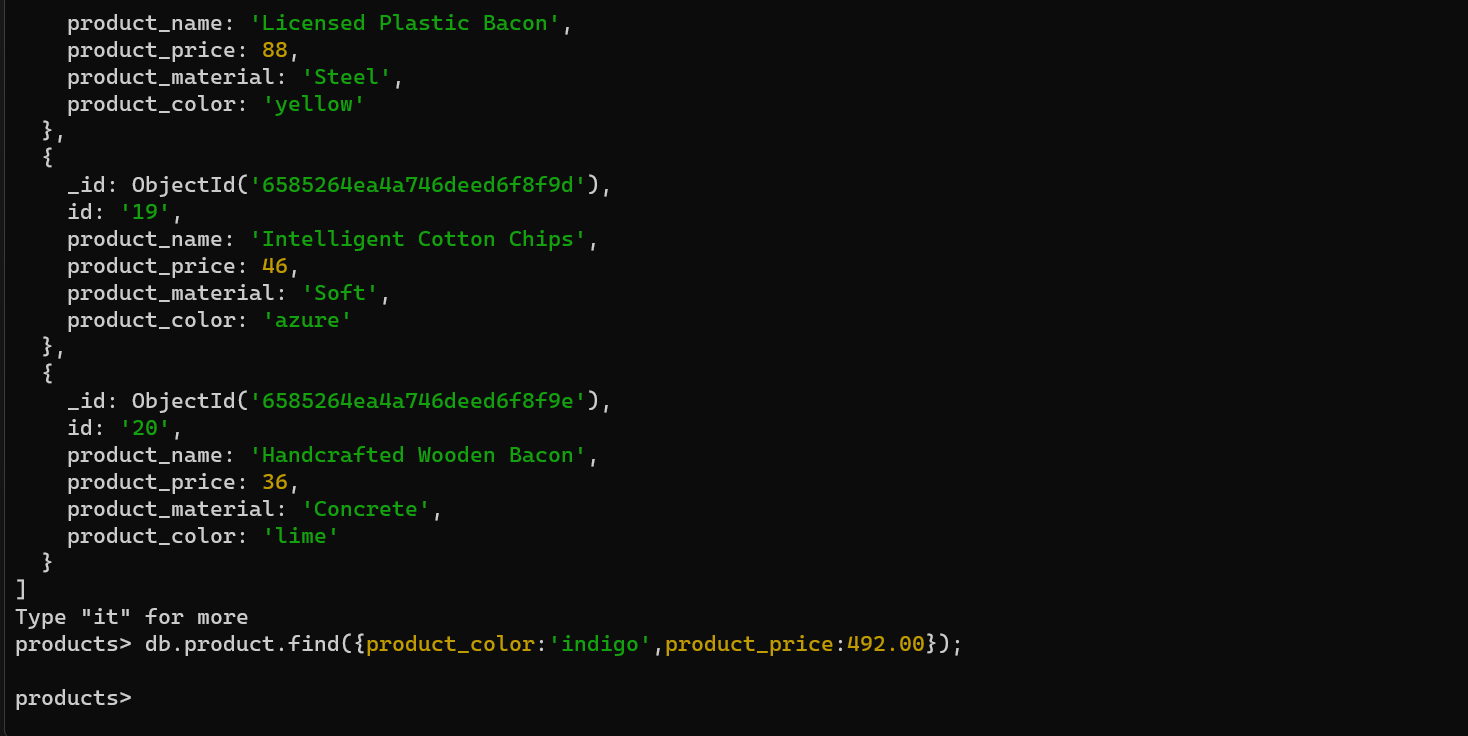 product_name: 'Licensed Plastic Bacon',
product_price: 88,
product_material: 'Steel',
product_color: 'yellow'
},
{
_id: ObjectId('6585264ea4a746deed6f8f9d'),
id: '19',
product_name: 'Intelligent Cotton Chips',
product_price: 46,
product_material: 'Soft',
product_color: 'azure'
},
{
_id: ObjectId('6585264ea4a746deed6f8f9e'),
id: '20',
product_name: 'Handcrafted Wooden Bacon',
product_price: 36,
product_material: 'Concrete',
product_color: 'lime'
}
]
Type "it" for more
products> db.product.find({product_color:'indigo',product_price:492.00});
products>